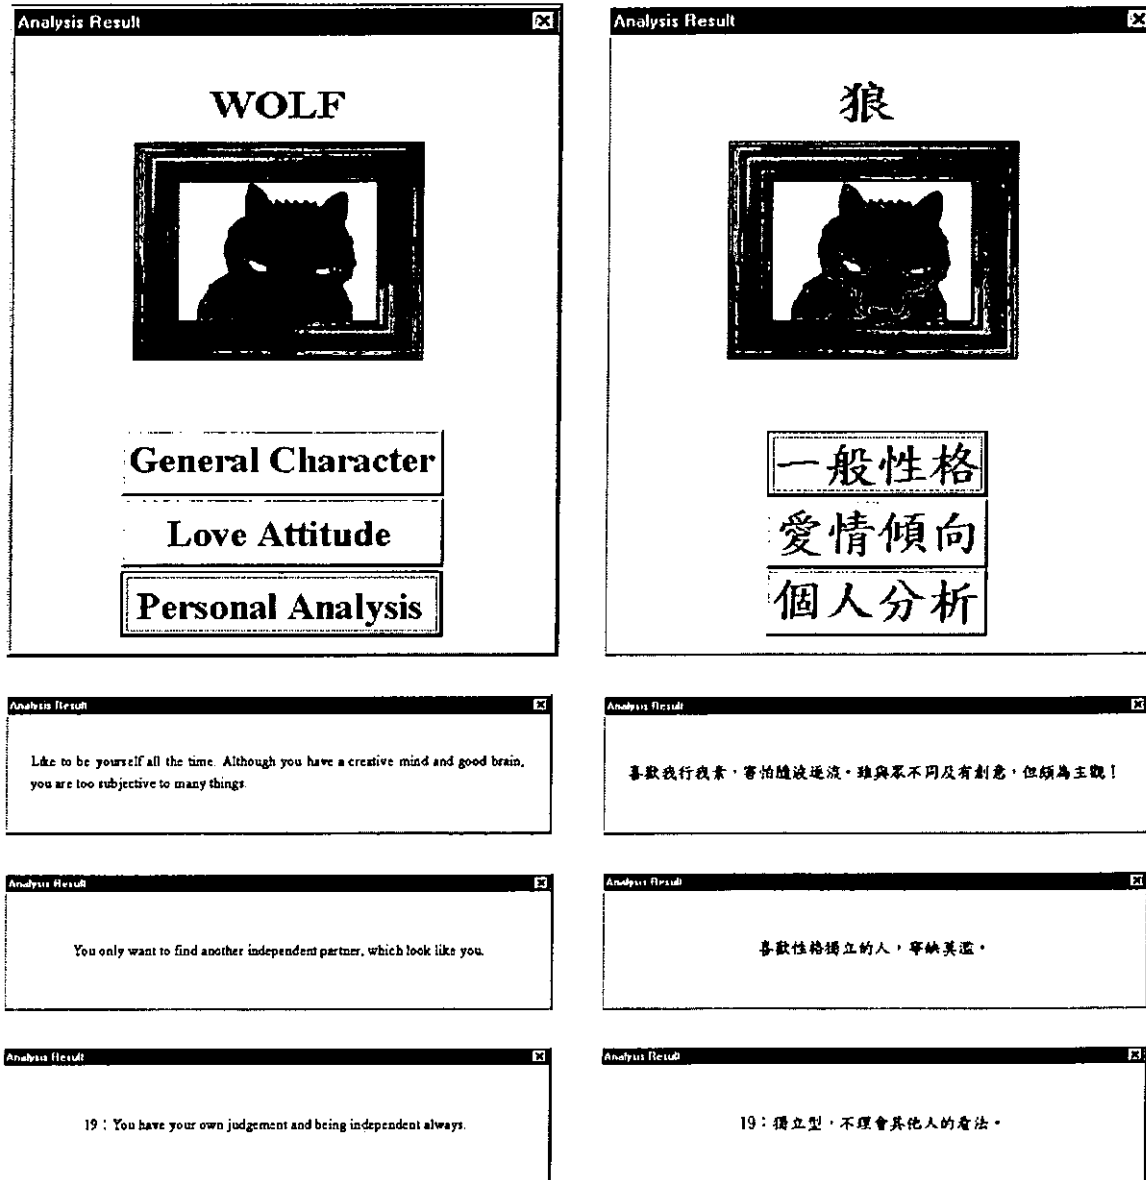 Analysis Result
WOLF
General Character
Love Attitude
Personal Analysis
Analysis Result
狼
一般性格
愛情傾向
個人分析
Analysis Result
Like to be yourself all the time. Although you have a creative mind and good brain,
you are too subjective to many things.
Analysis Result
喜歡我行我素，害怕隨波逐流。雖與眾不同及有創意，但頗為主觀！
Analysis Result
You only want to find another independent partner, which look like you.
Analysis Result
喜歡性格獨立的人，寧缺莫濫。
Analysis Result
19：You have your own judgement and being independent always.
Analysis Result
19：獨立型，不理會其他人的看法。